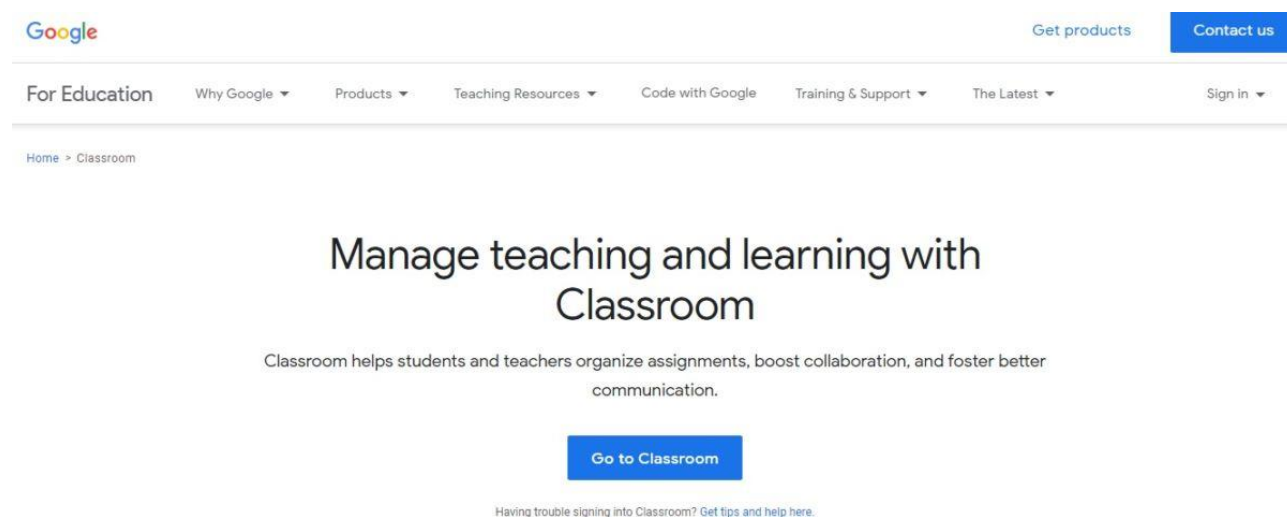 Google Get products Contact us
For Education Why Google Products Teaching Resources Code with Google Training & Support The Latest Sign in
Home > Classroom
Manage teaching and learning with
Classroom
Classroom helps students and teachers organize assignments, boost collaboration, and foster better
communication.
Go to Classroom
Having trouble signing into Classroom? Get tips and help here.